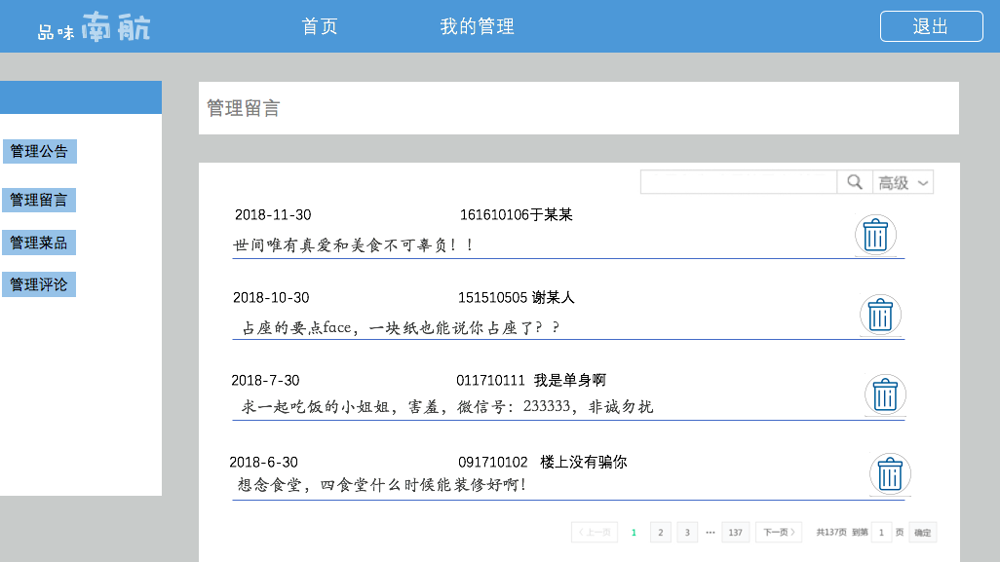 品味南航 首页 我的管理 退出
管理留言
管理公告
管理留言
管理菜品
管理评论
高级
2018-11-30 161610106于某某
世间唯有真爱和美食不可辜负！！
2018-10-30 151510505 谢某人
占座的要点face，一块纸也能说你占座了？？
2018-7-30 011710111 我是单身啊
求一起吃饭的小姐姐，害羞，微信号：233333，非诚勿扰
2018-6-30 091710102 楼上没有骗你
想念食堂，四食堂什么时候能装修好啊！
上一页 1 2 3 ··· 137 下一页 共137页 到第 1 页 确定